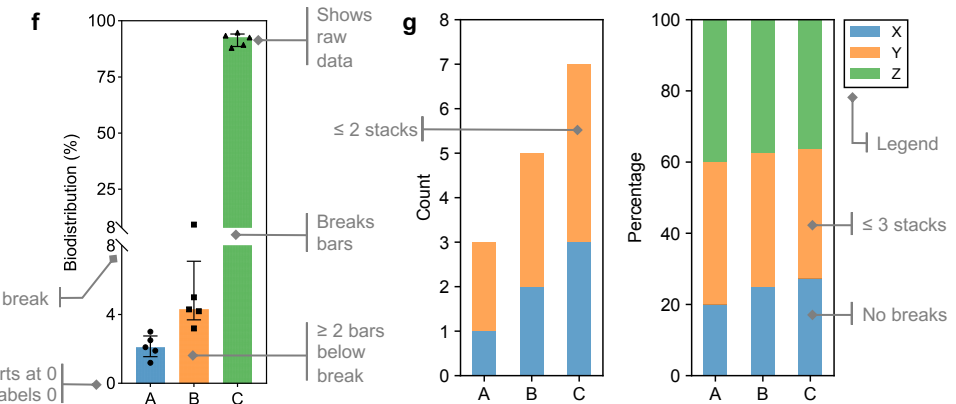 f
Biodistribution (%)
100
75
50
25
8
8
4
0
A B C
Shows
raw
data
Breaks
bars
≥ 2 bars
below
break
break
rts at 0
abels 0
g
Count
8
7
6
5
4
3
2
1
0
A B C
≤ 2 stacks
Percentage
100
80
60
40
20
0
A B C
X
Y
Z
Legend
≤ 3 stacks
No breaks